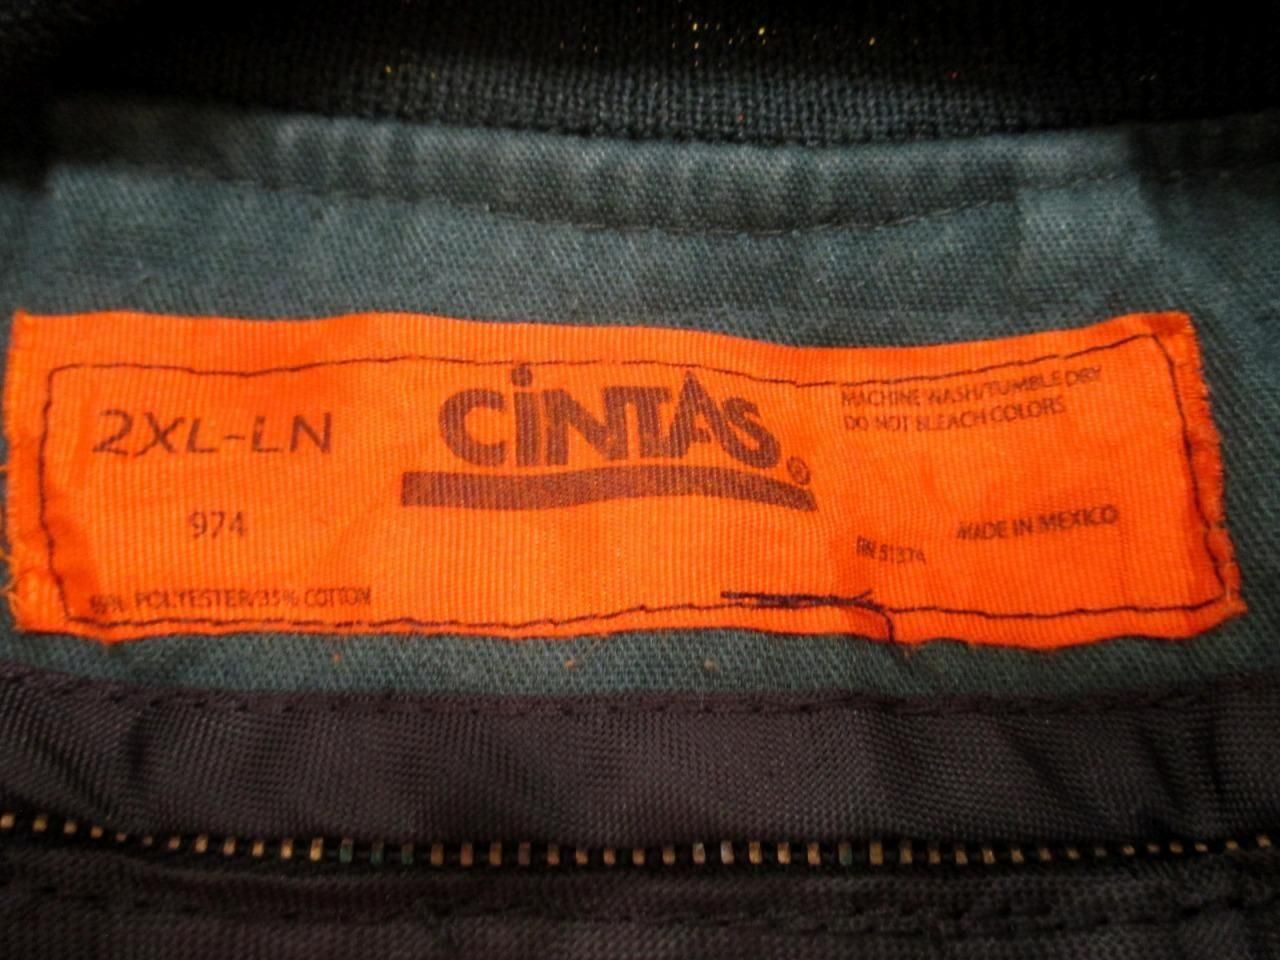 2XL-LN
974
65% POLYESTER/35% COTTON
CiNTAS®
MACHINE WASH/TUMBLE DRY
DO NOT BLEACH COLORS
RN 51374
MADE IN MEXICO